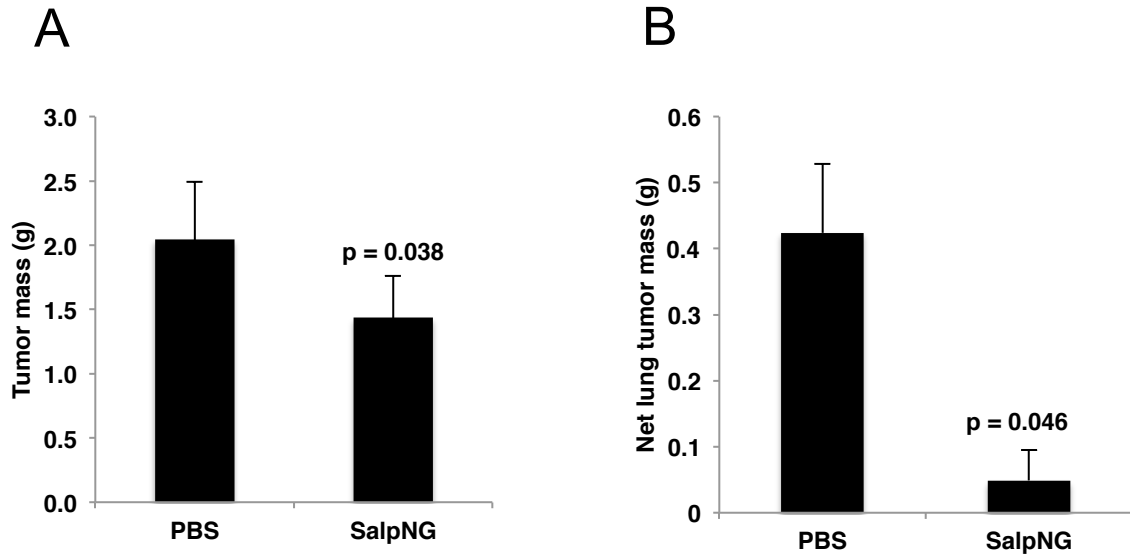 A
Tumor mass (g)
3.0
2.5
2.0
1.5
1.0
0.5
0.0
p = 0.038
PBS
SalpNG
B
Net lung tumor mass (g)
0.6
0.5
0.4
0.3
0.2
0.1
0
p = 0.046
PBS
SalpNG